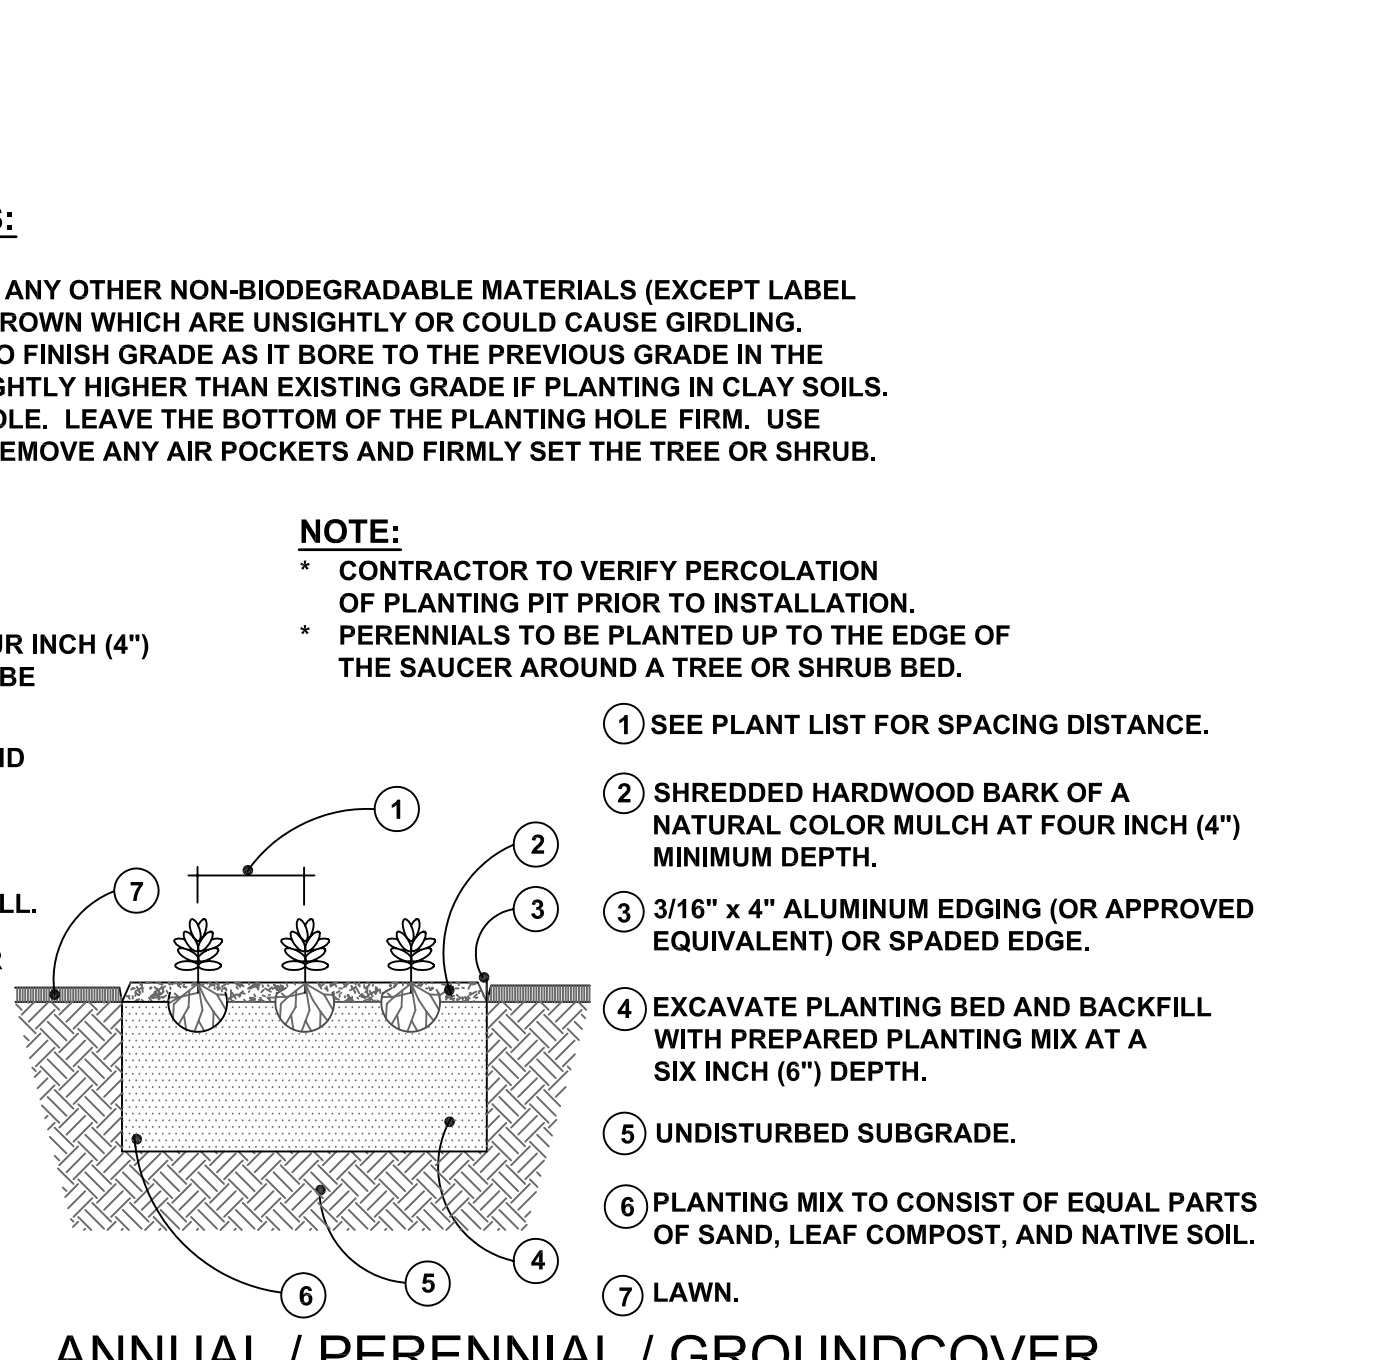 S:
ANY OTHER NON-BIODEGRADABLE MATERIALS (EXCEPT LABEL
ROWN WHICH ARE UNSIGHTLY OR COULD CAUSE GIRDLING.
O FINISH GRADE AS IT BORE TO THE PREVIOUS GRADE IN THE
GHTLY HIGHER THAN EXISTING GRADE IF PLANTING IN CLAY SOILS.
OLE. LEAVE THE BOTTOM OF THE PLANTING HOLE FIRM. USE
EMOVE ANY AIR POCKETS AND FIRMLY SET THE TREE OR SHRUB.
NOTE:
* CONTRACTOR TO VERIFY PERCOLATION
OF PLANTING PIT PRIOR TO INSTALLATION.
* PERENNIALS TO BE PLANTED UP TO THE EDGE OF
THE SAUCER AROUND A TREE OR SHRUB BED.
UR INCH (4")
BE
ND
LL.
R
1
2
3
7
4
5
6
1 SEE PLANT LIST FOR SPACING DISTANCE.
2 SHREDDED HARDWOOD BARK OF A
NATURAL COLOR MULCH AT FOUR INCH (4")
MINIMUM DEPTH.
3 3/16" x 4" ALUMINUM EDGING (OR APPROVED
EQUIVALENT) OR SPADED EDGE.
4 EXCAVATE PLANTING BED AND BACKFILL
WITH PREPARED PLANTING MIX AT A
SIX INCH (6") DEPTH.
5 UNDISTURBED SUBGRADE.
6 PLANTING MIX TO CONSIST OF EQUAL PARTS
OF SAND, LEAF COMPOST, AND NATIVE SOIL.
7 LAWN.
ANNUAL / PERENNIAL / GROUNDCOVER